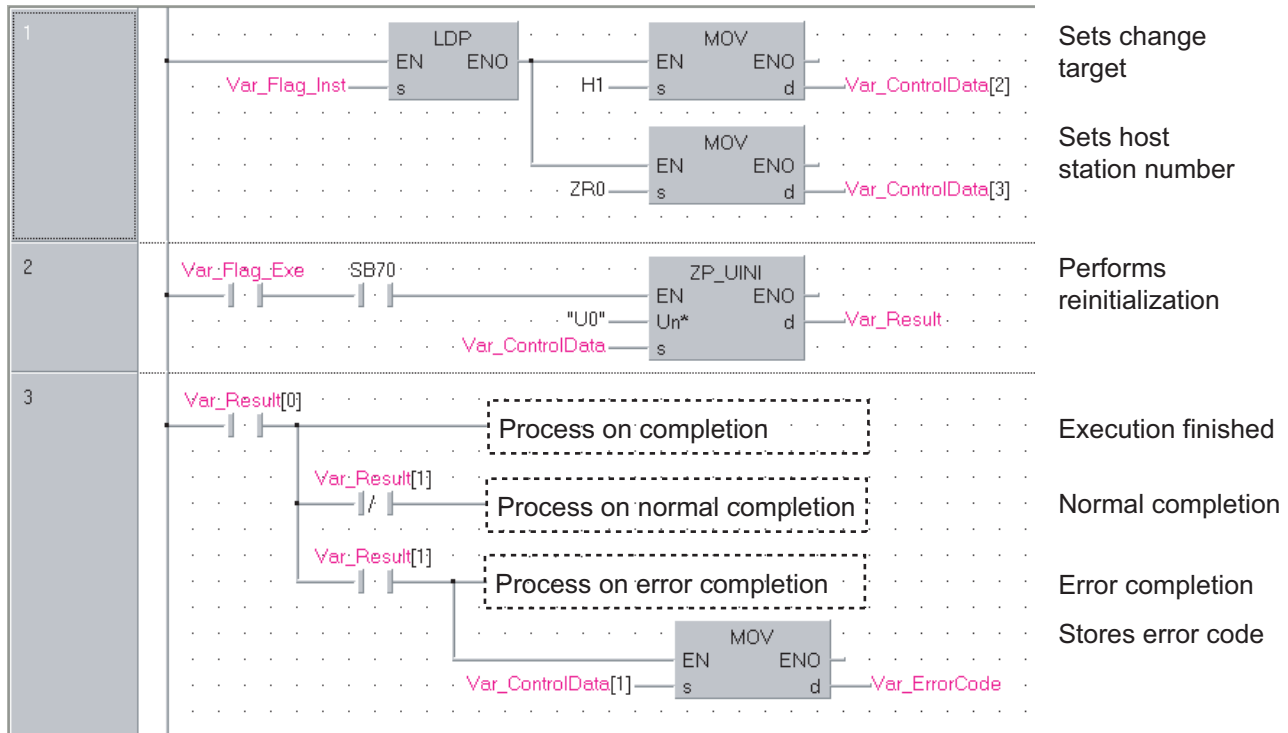 1
LDP
EN ENO
Var_Flag_Inst s
MOV
EN ENO
H1 s d Var_ControlData[2]
Sets change
target
MOV
EN ENO
ZR0 s d Var_ControlData[3]
Sets host
station number
2
Var_Flag_Exe SB70
ZP_UINI
EN ENO
"U0" Un* d Var_Result
Var_ControlData s
Performs
reinitialization
3
Var_Result[0]
Process on completion
Execution finished
Var_Result[1]
/
Process on normal completion
Normal completion
Var_Result[1]
Process on error completion
Error completion
Stores error code
MOV
EN ENO
Var_ControlData[1] s d Var_ErrorCode